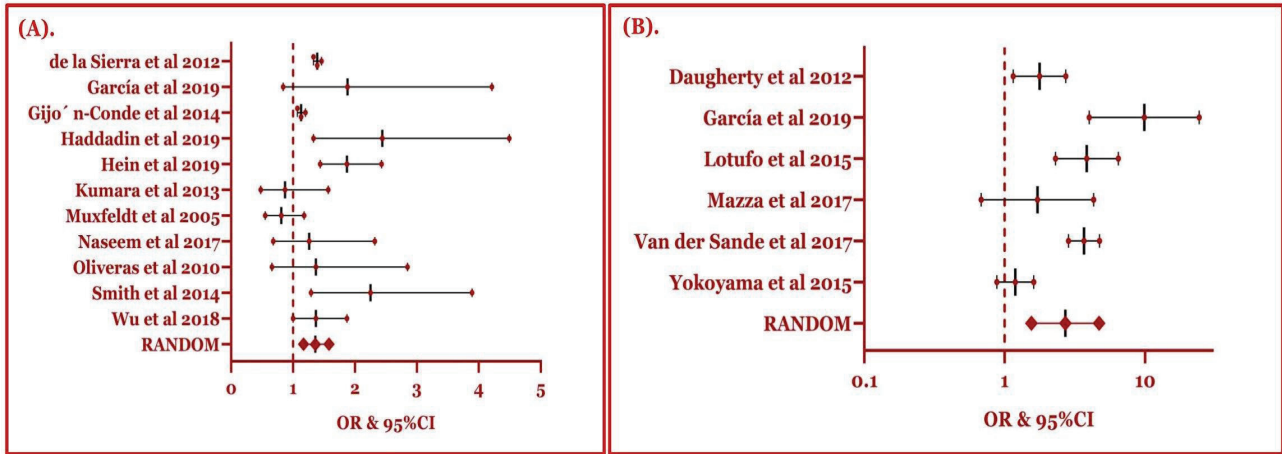 (A).
de la Sierra et al 2012
García et al 2019
Gijo´ n-Conde et al 2014
Haddadin et al 2019
Hein et al 2019
Kumara et al 2013
Muxfeldt et al 2005
Naseem et al 2017
Oliveras et al 2010
Smith et al 2014
Wu et al 2018
RANDOM
0 1 2 3 4 5
OR & 95%CI
(B).
Daugherty et al 2012
García et al 2019
Lotufo et al 2015
Mazza et al 2017
Van der Sande et al 2017
Yokoyama et al 2015
RANDOM
0.1 1 10
OR & 95%CI